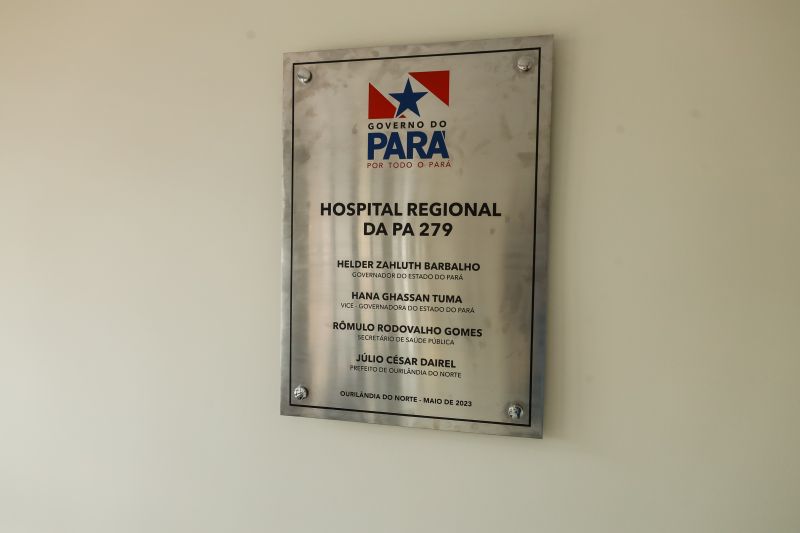 GOVERNO DO
PARÁ
POR TODO O PARÁ
HOSPITAL REGIONAL
DA PA 279
HELDER ZAHLUTH BARBALHO
GOVERNADOR DO ESTADO DO PARÁ
HANA GHASSAN TUMA
VICE - GOVERNADORA DO ESTADO DO PARÁ
RÔMULO RODOVALHO GOMES
SECRETÁRIO DE SAÚDE PÚBLICA
JÚLIO CÉSAR DAIREL
PREFEITO DE OURILÂNDIA DO NORTE
OURILÂNDIA DO NORTE - MAIO DE 2023